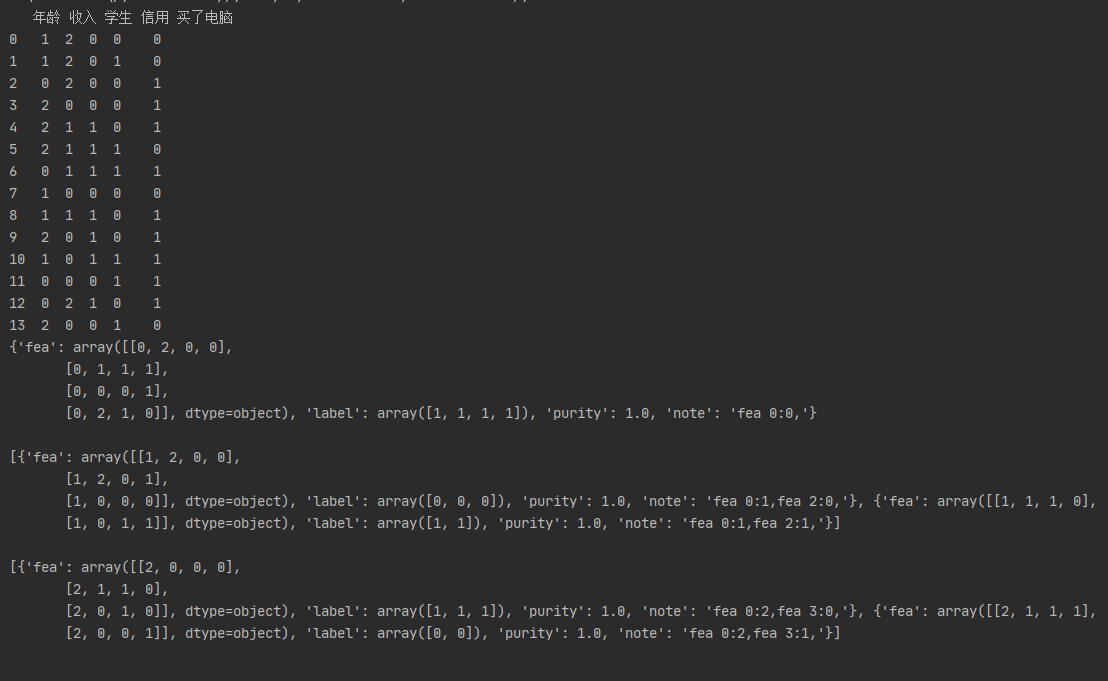 年龄 收入 学生 信用 买了电脑
0 1 2 0 0 0
1 1 2 0 1 0
2 0 2 0 0 1
3 2 0 0 0 1
4 2 1 1 0 1
5 2 1 1 1 0
6 0 1 1 1 1
7 1 0 0 0 0
8 1 1 1 0 1
9 2 0 1 0 1
10 1 0 1 1 1
11 0 0 0 1 1
12 0 2 1 0 1
13 2 0 0 1 0
{'fea': array([[0, 2, 0, 0],
[0, 1, 1, 1],
[0, 0, 0, 1],
[0, 2, 1, 0]], dtype=object), 'label': array([1, 1, 1, 1]), 'purity': 1.0, 'note': 'fea 0:0,'}
[{'fea': array([[1, 2, 0, 0],
[1, 2, 0, 1],
[1, 0, 0, 0]], dtype=object), 'label': array([0, 0, 0]), 'purity': 1.0, 'note': 'fea 0:1,fea 2:0,'}, {'fea': array([[1, 1, 1, 0],
[1, 0, 1, 1]], dtype=object), 'label': array([1, 1]), 'purity': 1.0, 'note': 'fea 0:1,fea 2:1,'}]
[{'fea': array([[2, 0, 0, 0],
[2, 1, 1, 0],
[2, 0, 1, 0]], dtype=object), 'label': array([1, 1, 1]), 'purity': 1.0, 'note': 'fea 0:2,fea 3:0,'}, {'fea': array([[2, 1, 1, 1],
[2, 0, 0, 1]], dtype=object), 'label': array([0, 0]), 'purity': 1.0, 'note': 'fea 0:2,fea 3:1,'}]